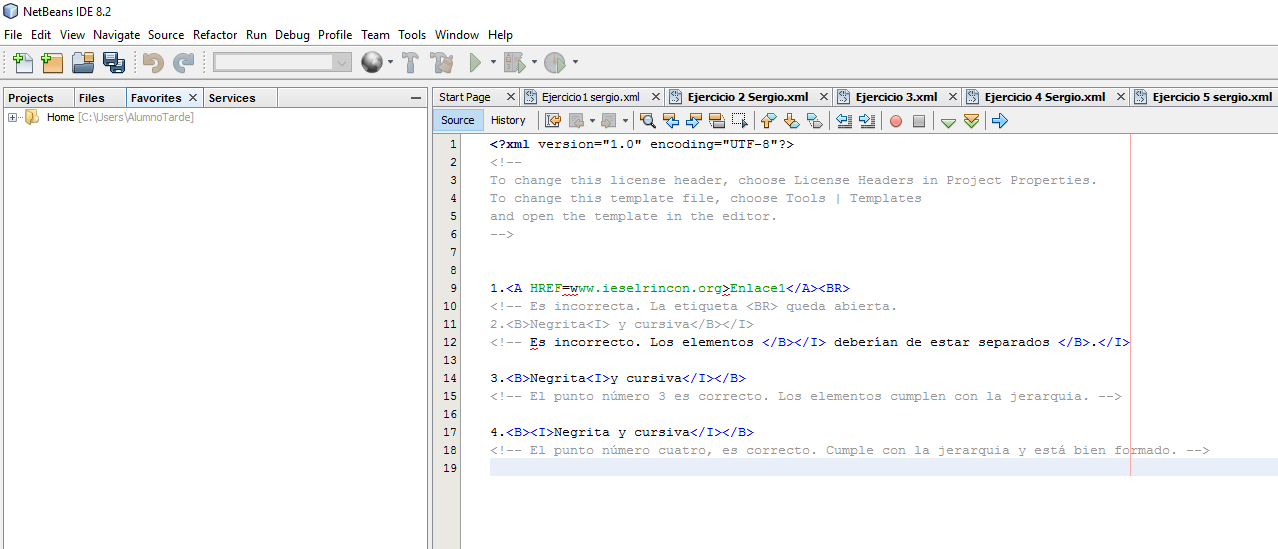 NetBeans IDE 8.2
File Edit View Navigate Source Refactor Run Debug Profile Team Tools Window Help
Projects Files Favorites Services
Home [C:\Users\AlumnoTarde]
Start Page Ejercicio1 sergio.xml Ejercicio 2 Sergio.xml Ejercicio 3.xml Ejercicio 4 Sergio.xml Ejercicio 5 sergio.xml
Source History
1 <?xml version="1.0" encoding="UTF-8"?>
2 <!--
3 To change this license header, choose License Headers in Project Properties.
4 To change this template file, choose Tools | Templates
5 and open the template in the editor.
6 -->
7
8
9 1.<A HREF=www.ieselrincon.org>Enlace1</A><BR>
10 <!-- Es incorrecta. La etiqueta <BR> queda abierta.
11 2.<B>Negrita<I> y cursiva</B></I>
12 <!-- Es incorrecto. Los elementos </B></I> deberían de estar separados </B>.</I>
13
14 3.<B>Negrita<I>y cursiva</I></B>
15 <!-- El punto número 3 es correcto. Los elementos cumplen con la jerarquia. -->
16
17 4.<B><I>Negrita y cursiva</I></B>
18 <!-- El punto número cuatro, es correcto. Cumple con la jerarquia y está bien formado. -->
19